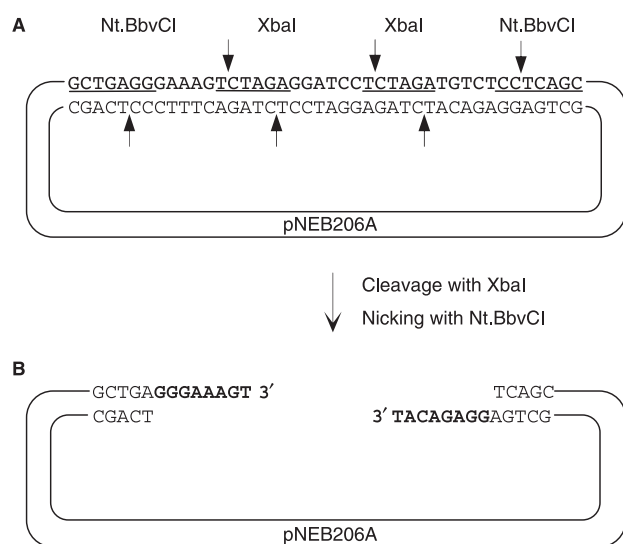 A
Nt.BbvCI XbaI XbaI Nt.BbvCI
GCTGAGGGAAAGTCTAGAGGATCCTCTAGATGTCTCCTCAGC
CGACTCCCTTTCAGATCTCCTAGGAGATCTACAGAGGAGTCG
pNEB206A
Cleavage with XbaI
Nicking with Nt.BbvCI
B
GCTGAGGGAAAGT 3′ TCAGC
CGACT 3′ TACAGAGGAGTCG
pNEB206A